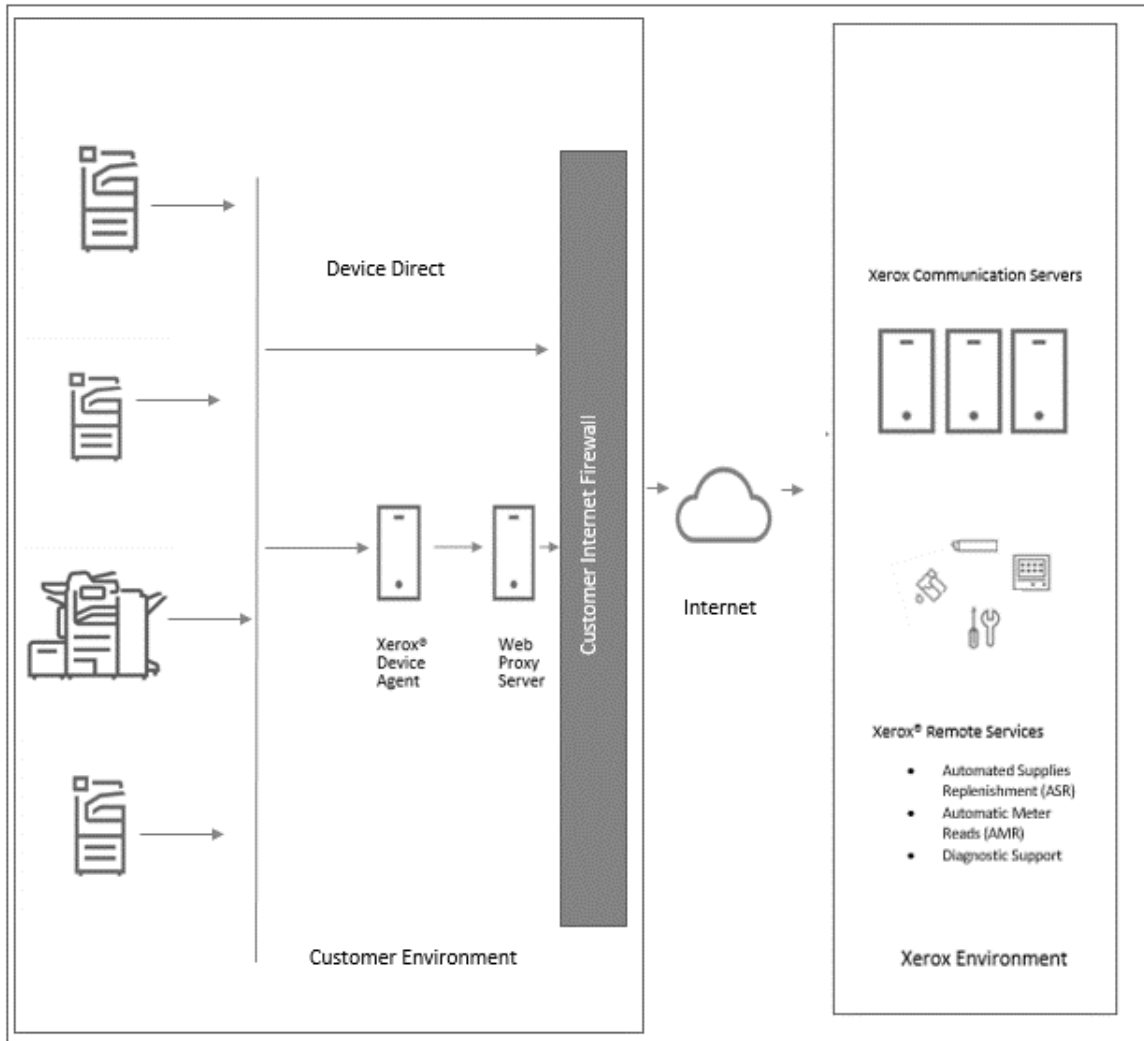 Device Direct
Xerox®
Device
Agent
Web
Proxy
Server
Customer Internet Firewall
Customer Environment
Internet
Xerox Communication Servers
Xerox® Remote Services
• Automated Supplies
Replenishment (ASR)
• Automatic Meter
Reads (AMR)
• Diagnostic Support
Xerox Environment